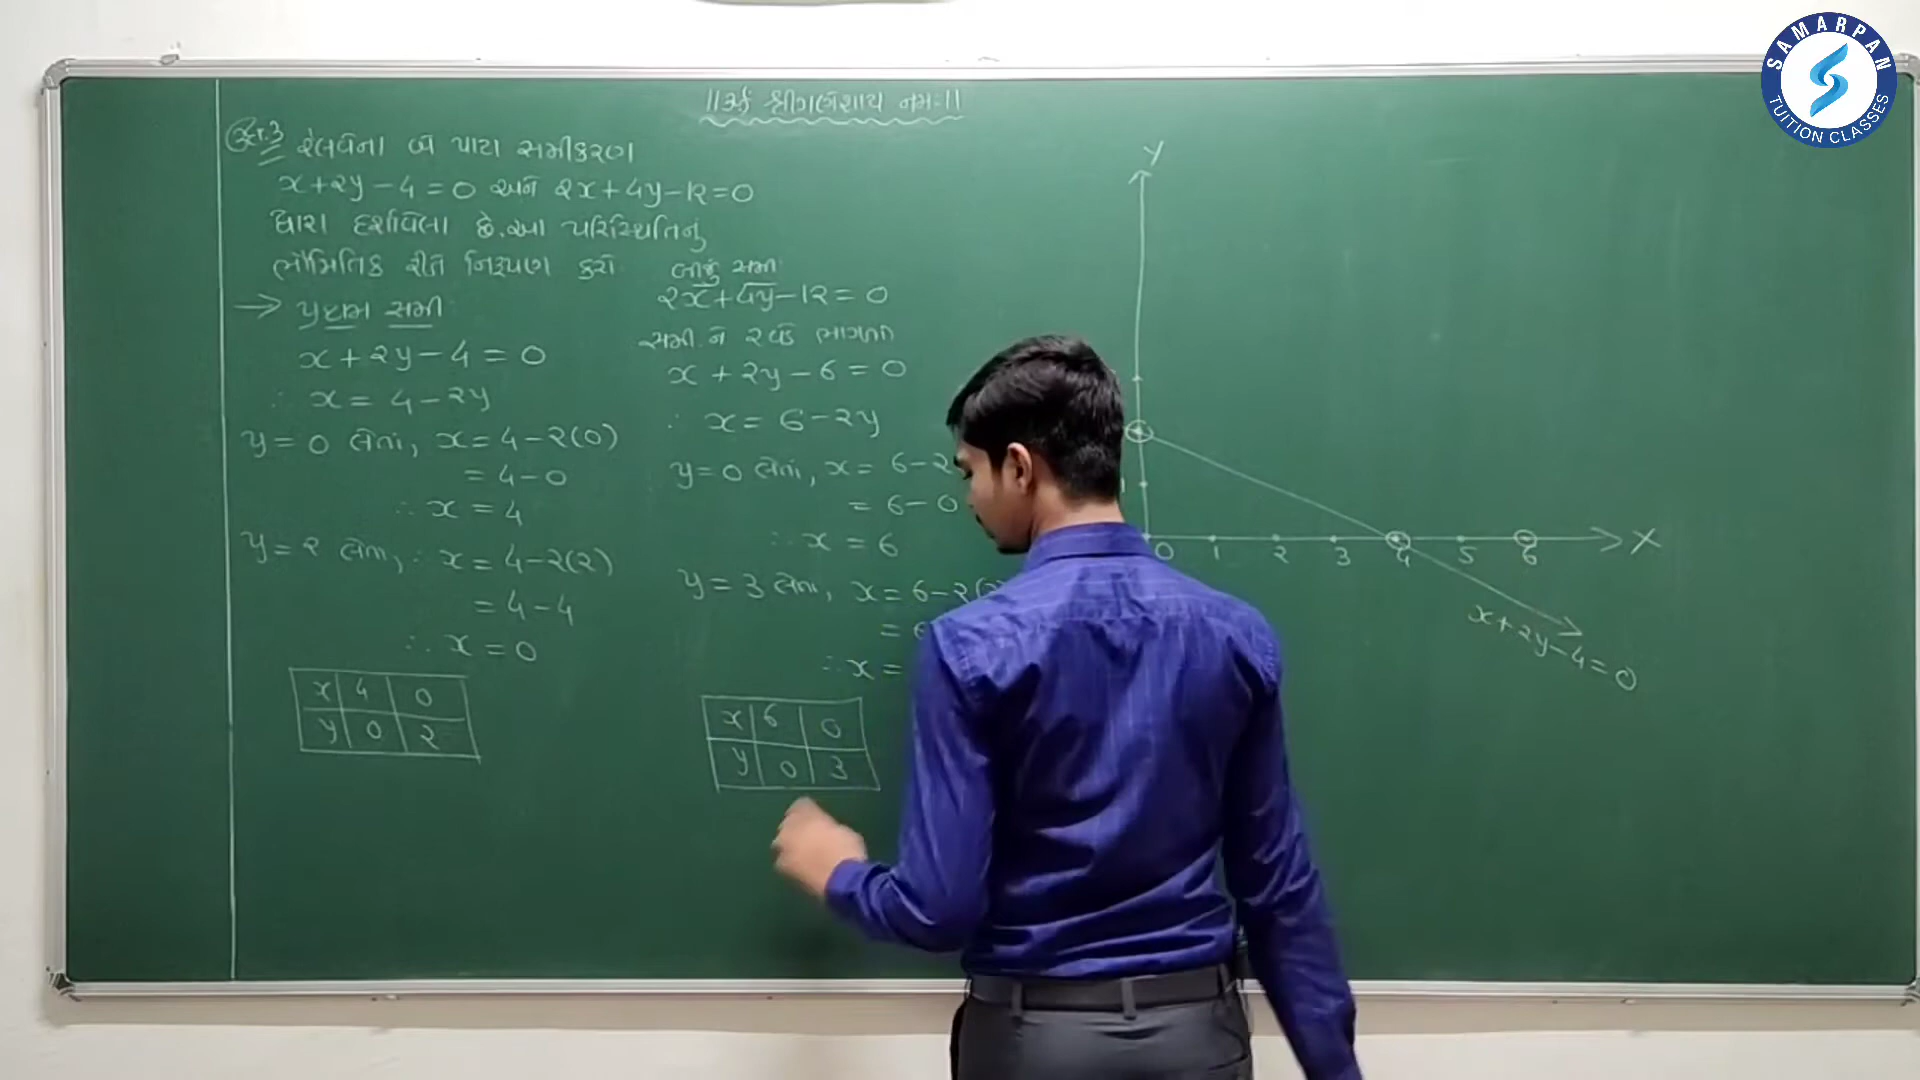 ||ૐ શ્રીગણેશાય નમઃ||
ઉદા.3 રેલવેના બે પાટા સમીકરણ
x+2y-4=0 અને 2x+4y-12=0
દ્વારા દર્શાવેલા છે. આ પરિસ્થિતિનું
ભૌમિતિક રીતે નિરૂપણ કરો.
→ પ્રથમ સમી.
x+2y-4=0
∴ x=4-2y
y=0 લેતાં, x=4-2(0)
=4-0
∴ x=4
y=2 લેતાં, ∴ x=4-2(2)
=4-4
∴ x=0
x 4 0
y 0 2
બીજું સમી.
2x+4y-12=0
સમી.ને 2 વડે ભાગતાં
x+2y-6=0
∴ x=6-2y
y=0 લેતાં, x=6-2
=6-0
∴ x=6
y=3 લેતાં, x=6-2(
=6
∴ x=
x 6 0
y 0 3
y
0 1 2 3 4 5 6 X
x+2y-4=0
SAMARPAN
TUITION CLASSES